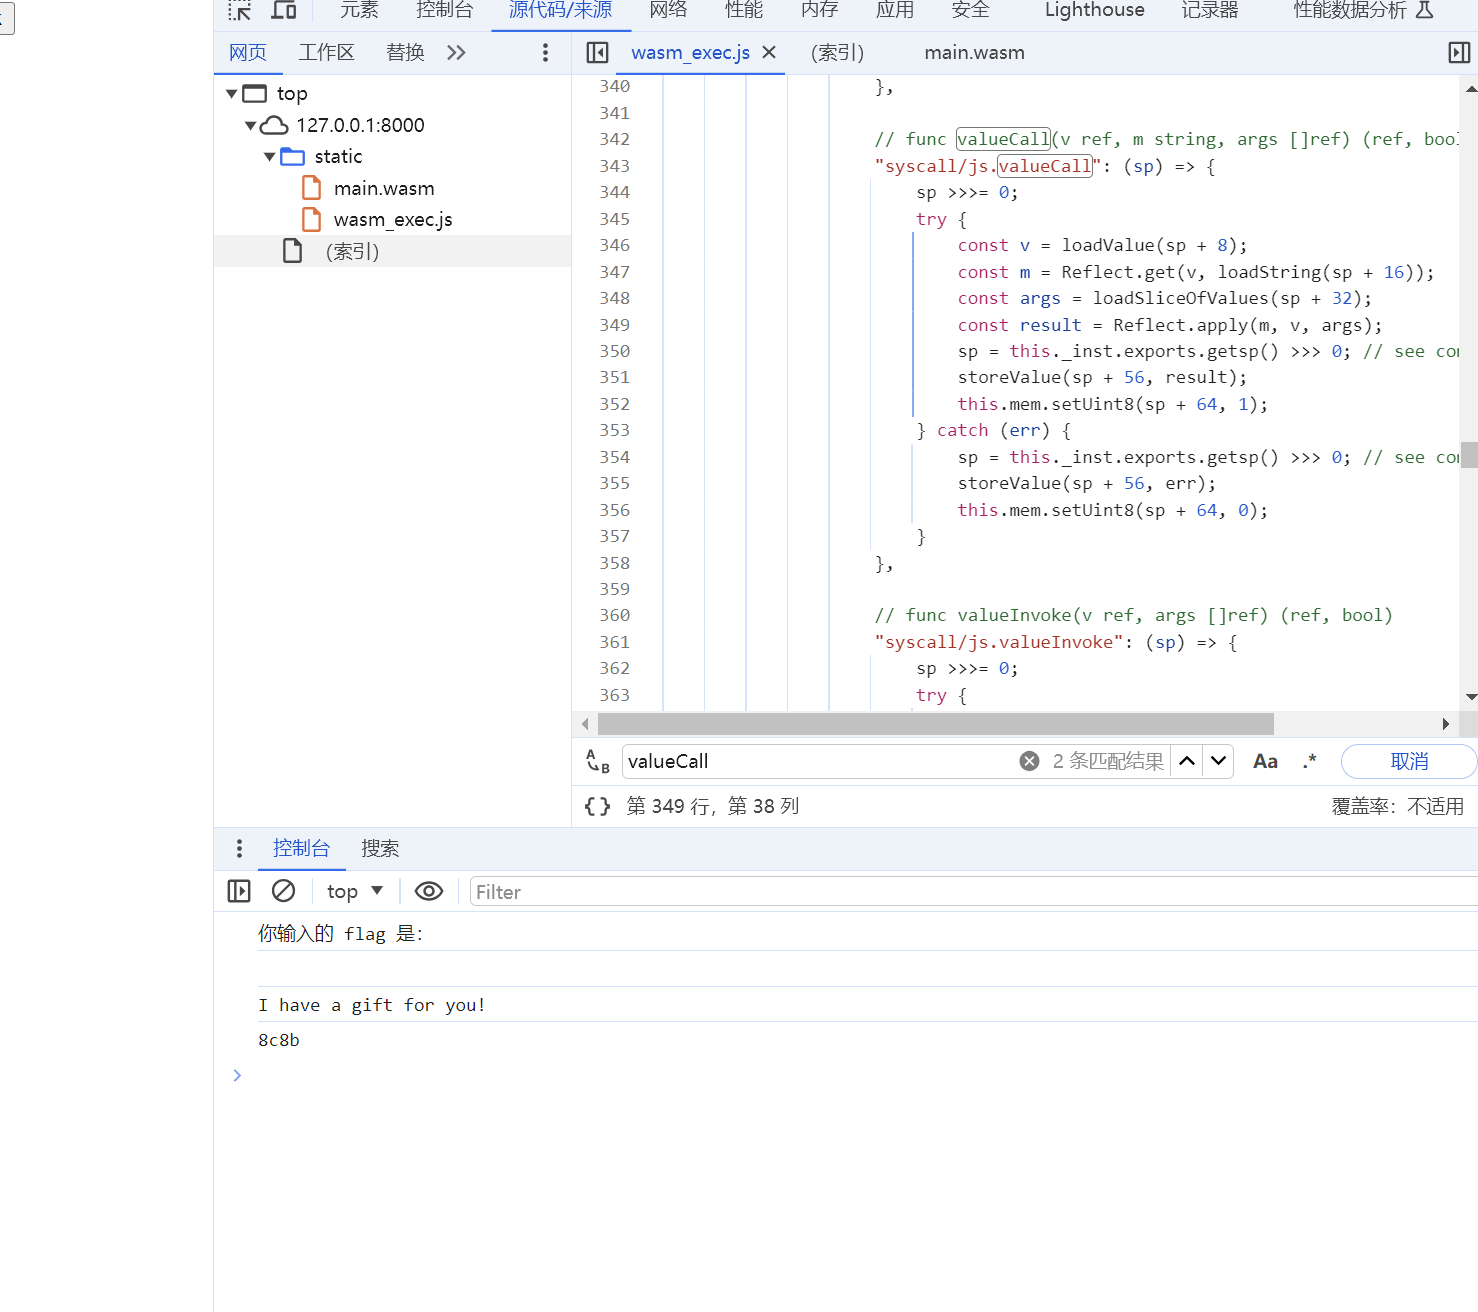 元素 控制台 源代码/来源 网络 性能 内存 应用 安全 Lighthouse 记录器 性能数据分析
网页 工作区 替换
wasm_exec.js (索引) main.wasm
top
127.0.0.1:8000
static
main.wasm
wasm_exec.js
(索引)
340 },
341
342 // func valueCall(v ref, m string, args []ref) (ref, bool
343 "syscall/js.valueCall": (sp) => {
344 sp >>>= 0;
345 try {
346 const v = loadValue(sp + 8);
347 const m = Reflect.get(v, loadString(sp + 16));
348 const args = loadSliceOfValues(sp + 32);
349 const result = Reflect.apply(m, v, args);
350 sp = this._inst.exports.getsp() >>> 0; // see
351 storeValue(sp + 56, result);
352 this.mem.setUint8(sp + 64, 1);
353 } catch (err) {
354 sp = this._inst.exports.getsp() >>> 0; // see
355 storeValue(sp + 56, err);
356 this.mem.setUint8(sp + 64, 0);
357 }
358 },
359
360 // func valueInvoke(v ref, args []ref) (ref, bool)
361 "syscall/js.valueInvoke": (sp) => {
362 sp >>>= 0;
363 try {
valueCall 2 条匹配结果 Aa .* 取消
{} 第 349 行，第 38 列 覆盖率：不适用
控制台 搜索
top Filter
你输入的 flag 是：
I have a gift for you!
8c8b